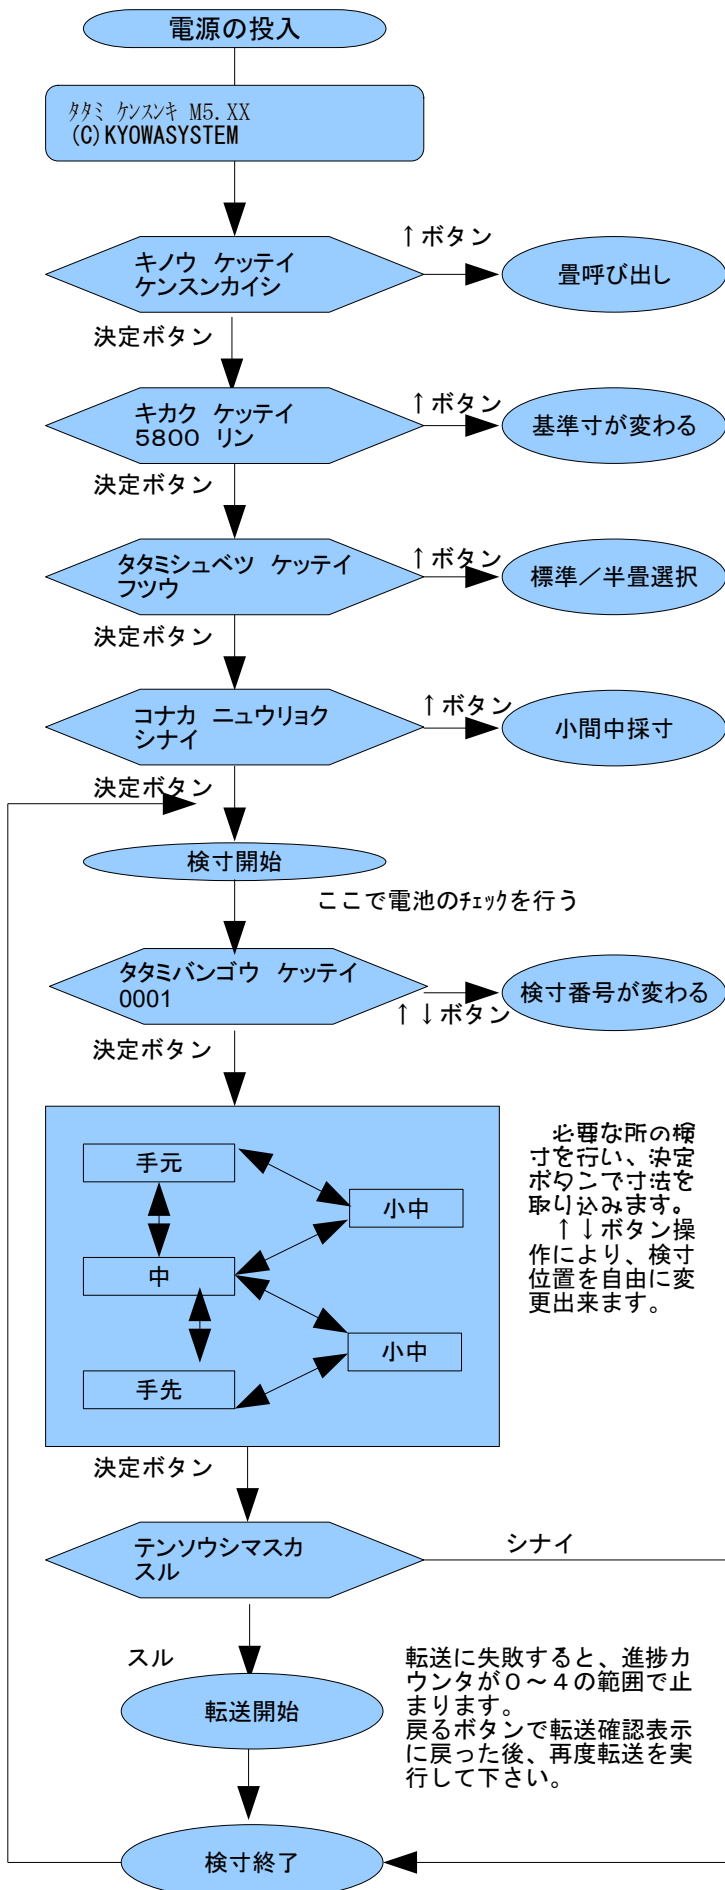 電源の投入
ﾀﾀﾐ ｹﾝｽﾝｷ M5.XX
(C)KYOWASYSTEM
↑ボタン
キノウ ケッテイ
ケンスンカイシ
畳呼び出し
決定ボタン
↑ボタン
キカク ケッテイ
5800 リン
基準寸が変わる
決定ボタン
↑ボタン
タタミシュベツ ケッテイ
フツウ
標準／半畳選択
決定ボタン
↑ボタン
コナカ ニュウリョク
シナイ
小間中採寸
決定ボタン
検寸開始
ここで電池のﾁｪｯｸを行う
タタミバンゴウ ケッテイ
0001
検寸番号が変わる
↑↓ボタン
決定ボタン
手元
小中
中
小中
手先
必要な所の検
寸を行い、決定
ボタンで寸法を
取り込みます。
↑↓ボタン操
作により、検寸
位置を自由に変
更出来ます。
決定ボタン
テンソウシマスカ
スル
シナイ
スル
転送開始
転送に失敗すると、進捗カ
ウンタが０～４の範囲で止
まります。
戻るボタンで転送確認表示
に戻った後、再度転送を実
行して下さい。
検寸終了